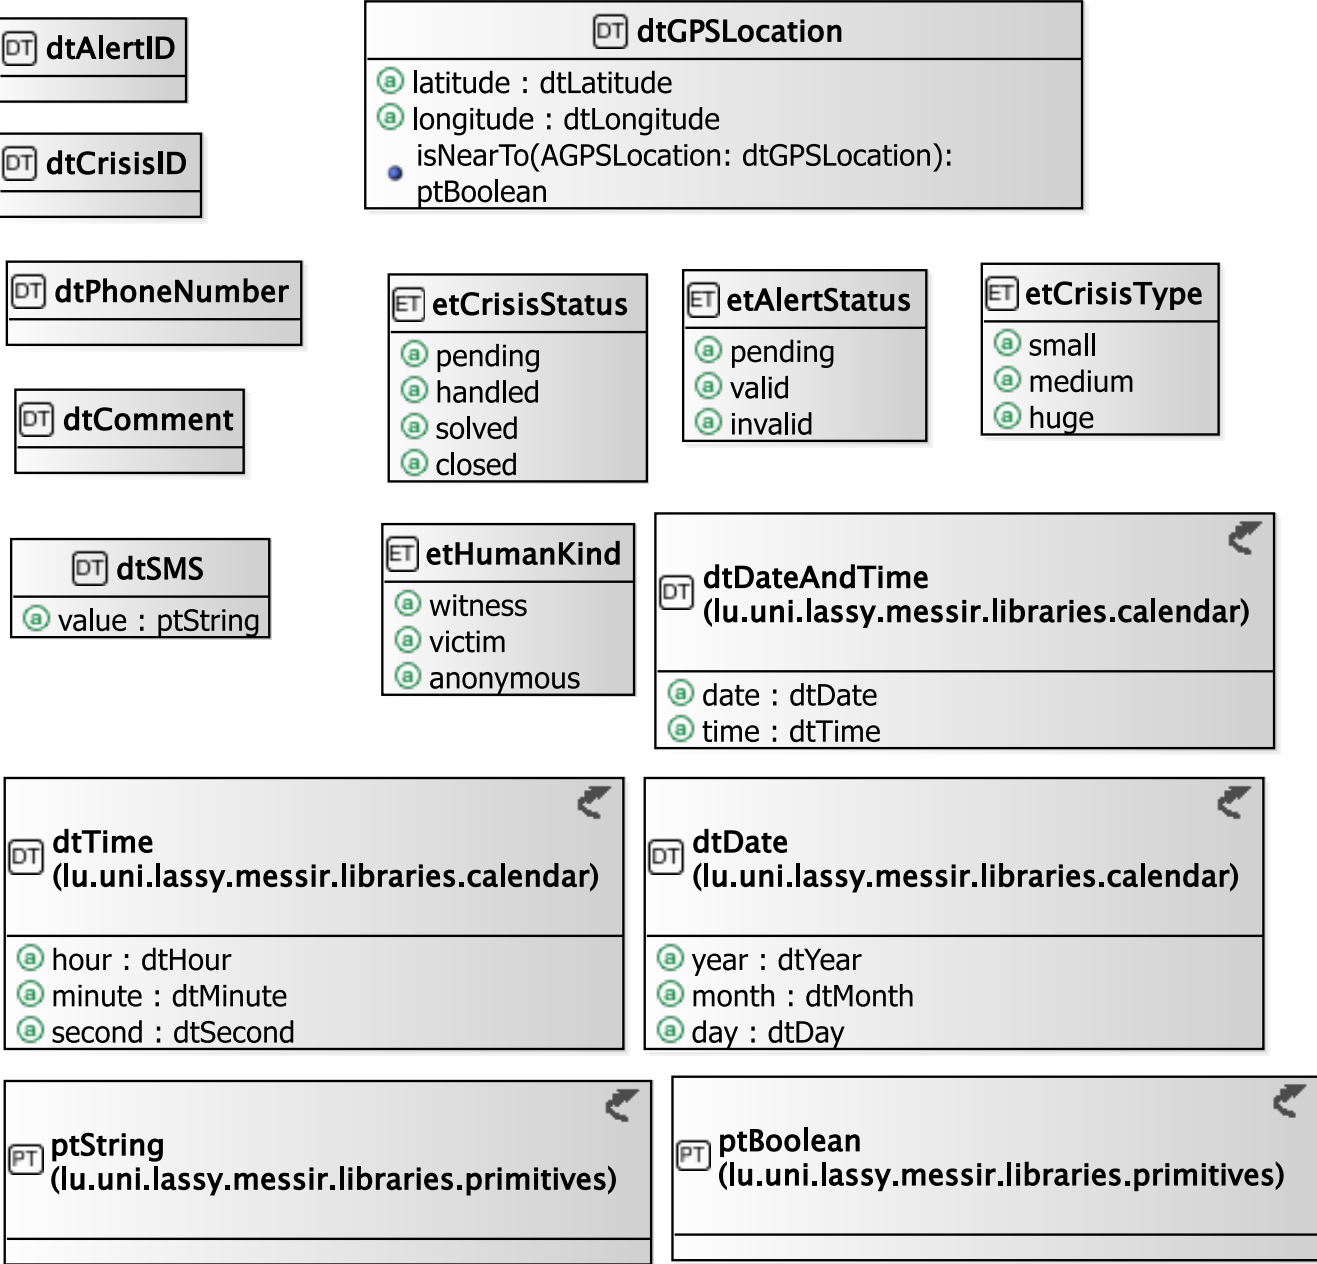 DT dtAlertID
DT dtGPSLocation
a latitude : dtLatitude
a longitude : dtLongitude
isNearTo(AGPSLocation: dtGPSLocation):
ptBoolean
DT dtCrisisID
DT dtPhoneNumber
ET etCrisisStatus
a pending
a handled
a solved
a closed
ET etAlertStatus
a pending
a valid
a invalid
ET etCrisisType
a small
a medium
a huge
DT dtComment
DT dtSMS
a value : ptString
ET etHumanKind
a witness
a victim
a anonymous
DT dtDateAndTime
(lu.uni.lassy.messir.libraries.calendar)
a date : dtDate
a time : dtTime
DT dtTime
(lu.uni.lassy.messir.libraries.calendar)
a hour : dtHour
a minute : dtMinute
a second : dtSecond
DT dtDate
(lu.uni.lassy.messir.libraries.calendar)
a year : dtYear
a month : dtMonth
a day : dtDay
PT ptString
(lu.uni.lassy.messir.libraries.primitives)
PT ptBoolean
(lu.uni.lassy.messir.libraries.primitives)